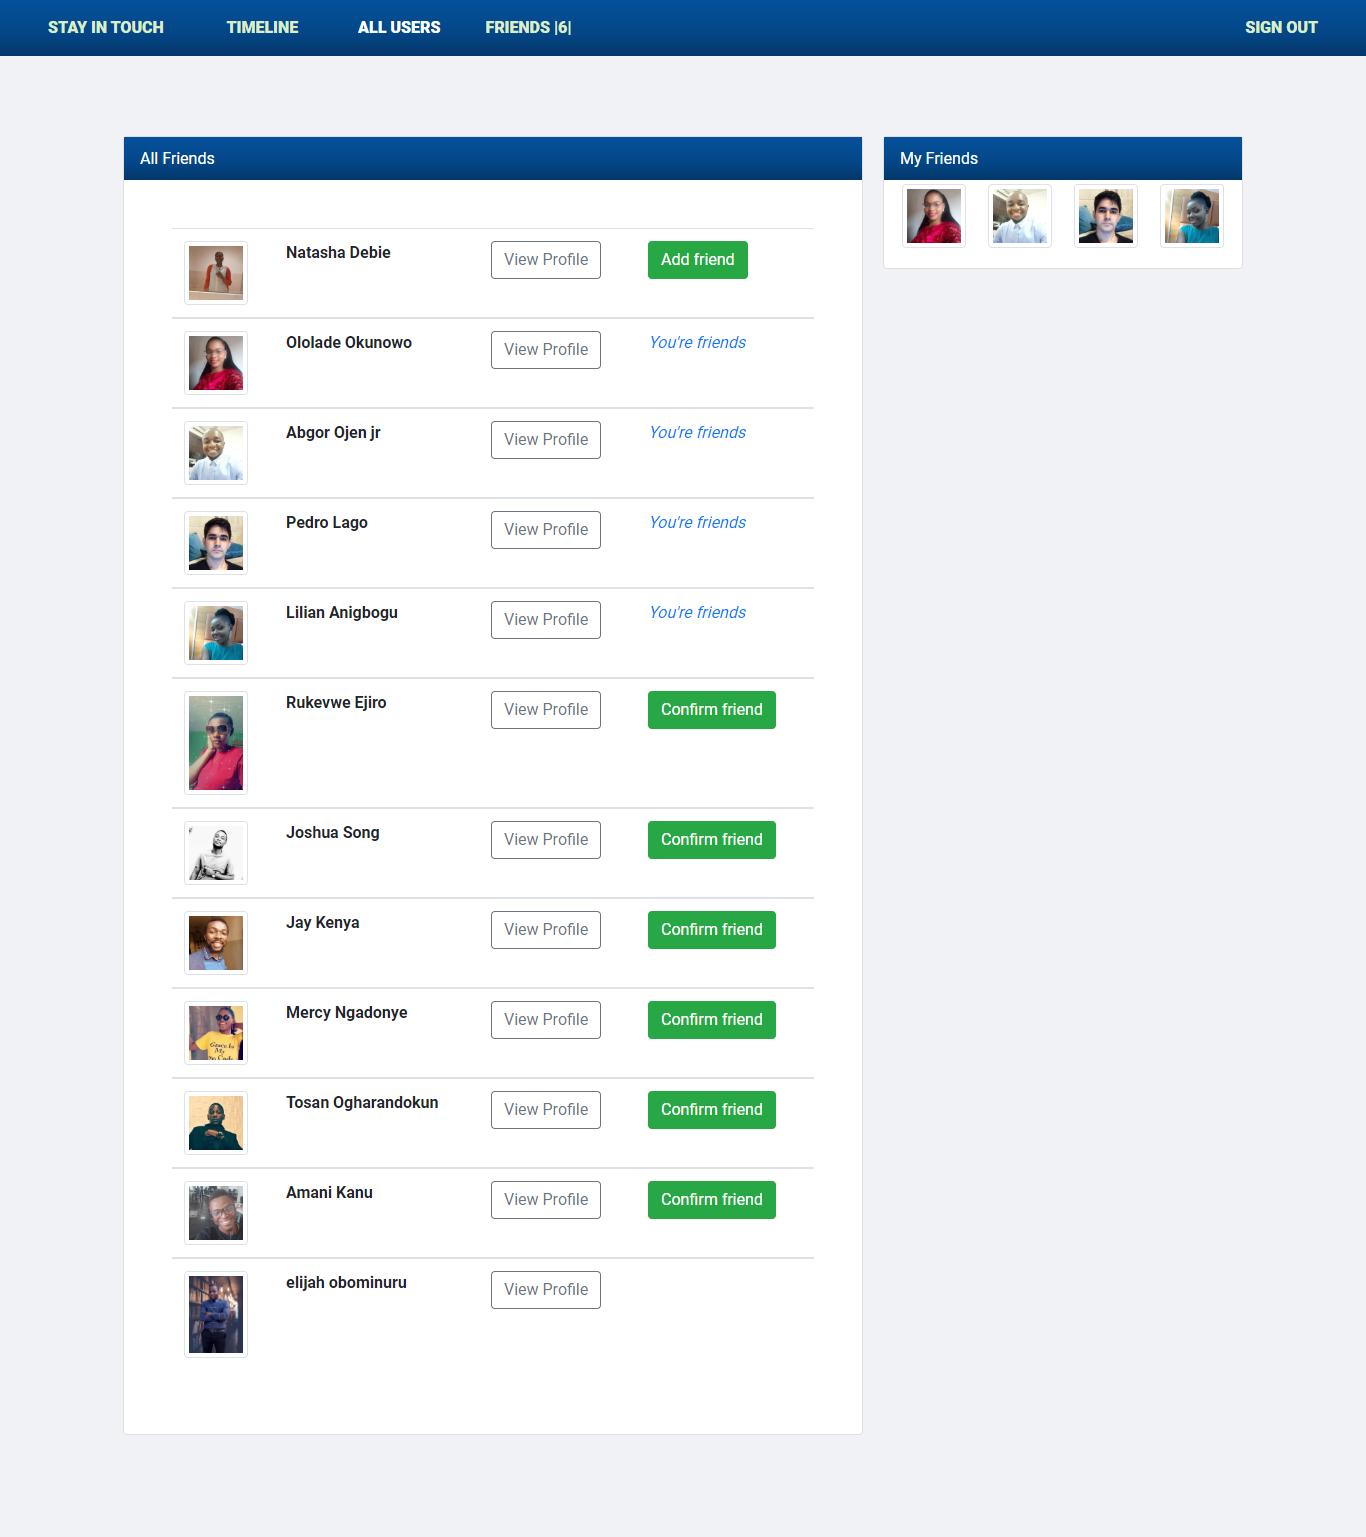 STAY IN TOUCH TIMELINE ALL USERS FRIENDS |6| SIGN OUT
All Friends
My Friends
Natasha Debie View Profile Add friend
Ololade Okunowo View Profile You're friends
Abgor Ojen jr View Profile You're friends
Pedro Lago View Profile You're friends
Lilian Anigbogu View Profile You're friends
Rukevwe Ejiro View Profile Confirm friend
Joshua Song View Profile Confirm friend
Jay Kenya View Profile Confirm friend
Mercy Ngadonye View Profile Confirm friend
Grace Is
My
Tosan Ogharandokun View Profile Confirm friend
Amani Kanu View Profile Confirm friend
elijah obominuru View Profile